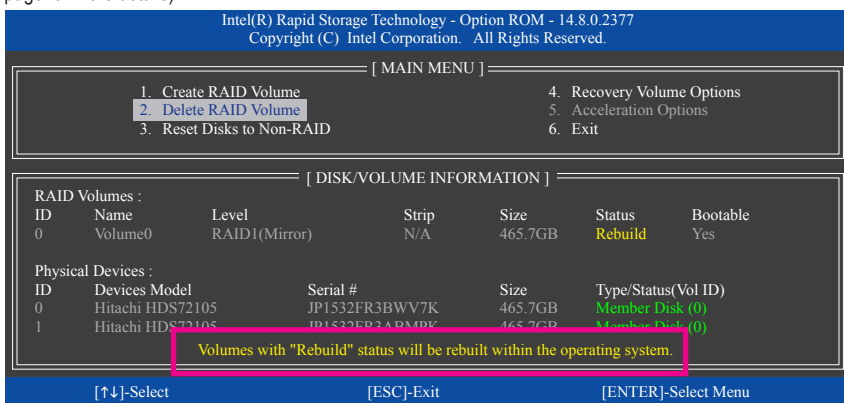 Intel(R) Rapid Storage Technology - Option ROM - 14.8.0.2377
Copyright (C) Intel Corporation. All Rights Reserved.
[ MAIN MENU ]
1. Create RAID Volume 4. Recovery Volume Options
2. Delete RAID Volume 5. Acceleration Options
3. Reset Disks to Non-RAID 6. Exit
[ DISK/VOLUME INFORMATION ]
RAID Volumes :
ID Name Level Strip Size Status Bootable
0 Volume0 RAID1(Mirror) N/A 465.7GB Rebuild Yes
Physical Devices :
ID Devices Model Serial # Size Type/Status(Vol ID)
0 Hitachi HDS72105 JP1532FR3BWV7K 465.7GB Member Disk (0)
1 Hitachi HDS72105 JP1532FR3ABMPK 465.7GB Member Disk (0)
Volumes with "Rebuild" status will be rebuilt within the operating system.
[↑↓]-Select [ESC]-Exit [ENTER]-Select Menu